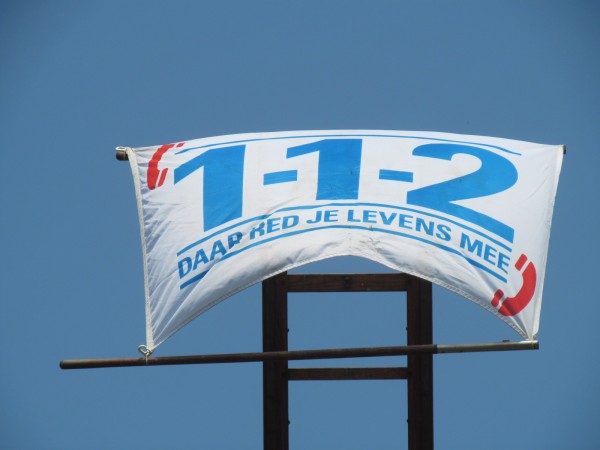 1-1-2
DAAR RED JE LEVENS MEE